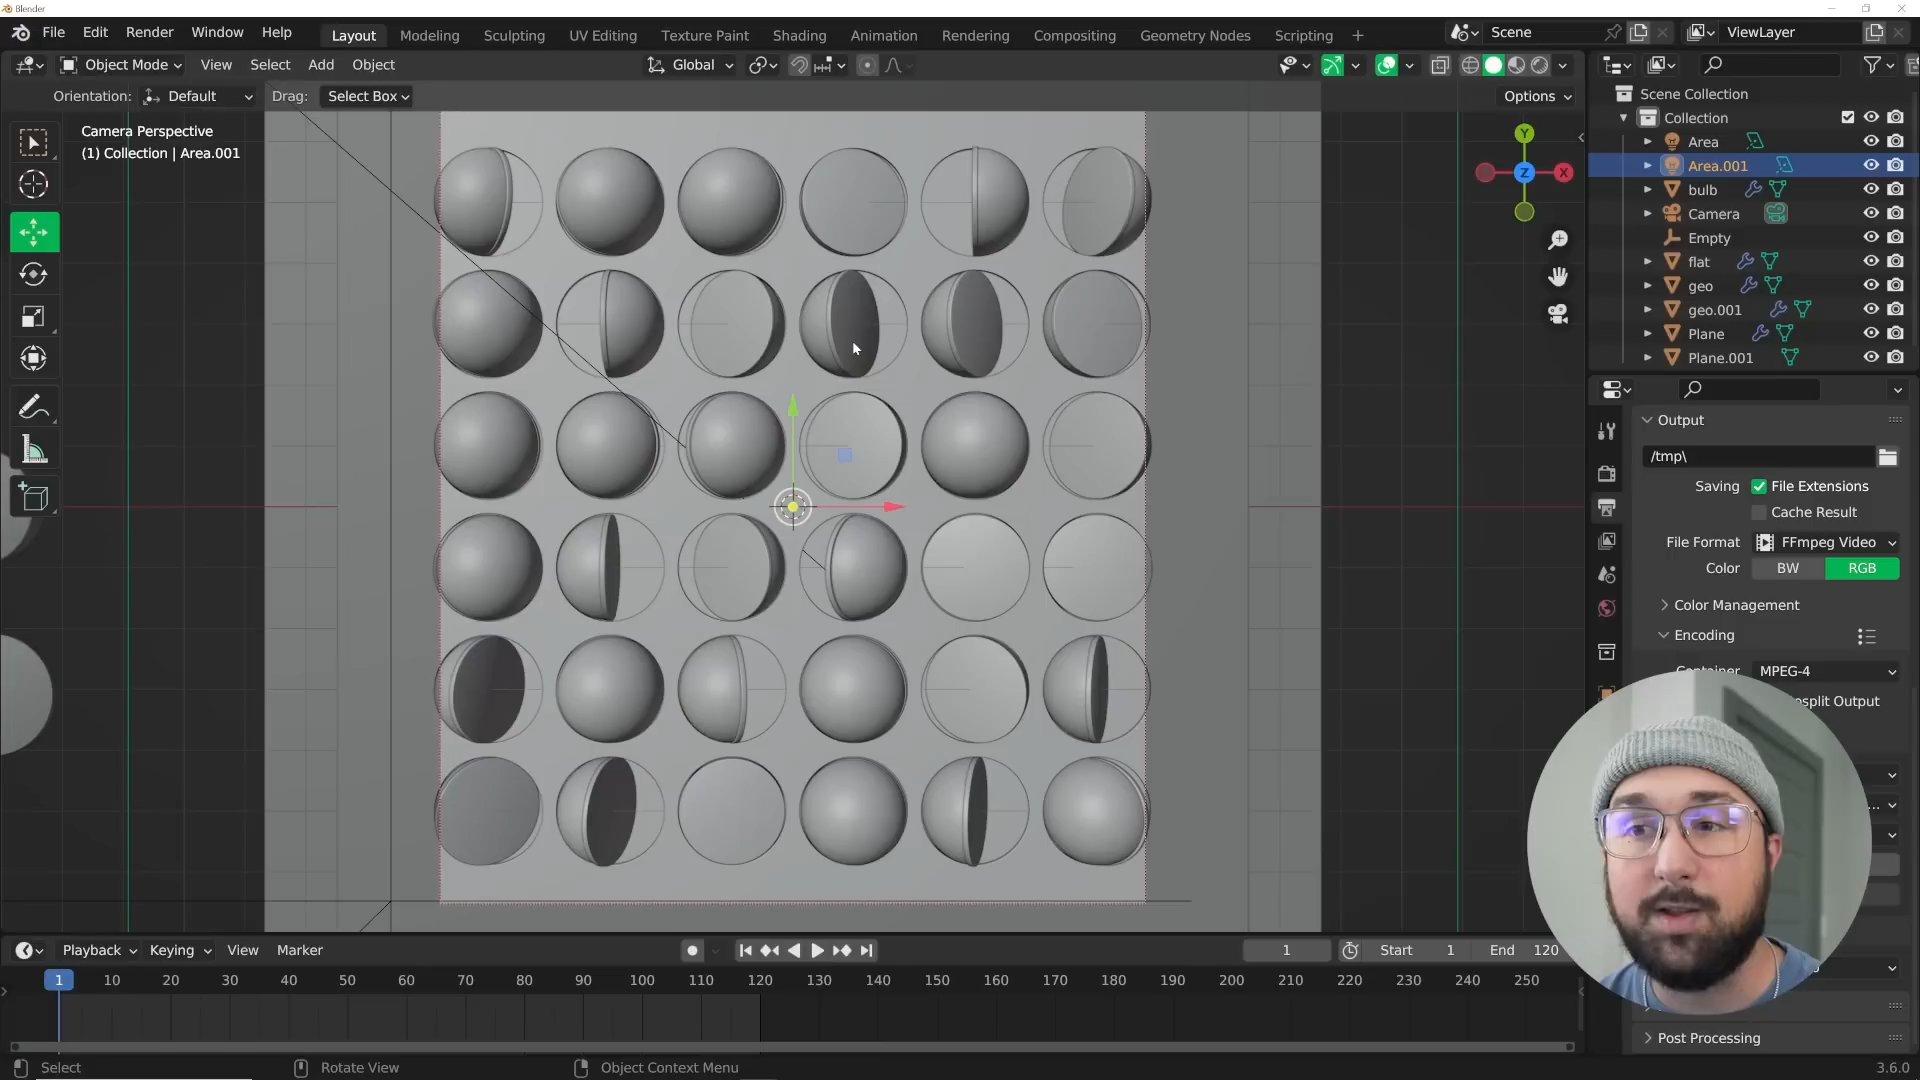 Blender
File Edit Render Window Help Layout Modeling Sculpting UV Editing Texture Paint Shading Animation Rendering Compositing Geometry Nodes Scripting + Scene ViewLayer
Object Mode View Select Add Object Global
Orientation: Default Drag: Select Box Options
Camera Perspective
(1) Collection | Area.001
Y
X
Z
Scene Collection
Collection
Area
Area.001
bulb
Camera
Empty
flat
geo
geo.001
Plane
Plane.001
Output
/tmp\
Saving File Extensions
Cache Result
File Format FFmpeg Video
Color BW RGB
Color Management
Encoding
Container MPEG-4
Output
Post Processing
Playback Keying View Marker 1 Start 1 End 120
1 10 20 30 40 50 60 70 80 90 100 110 120 130 140 150 160 170 180 190 200 210 220 230 240 250
Select Rotate View Object Context Menu 3.6.0